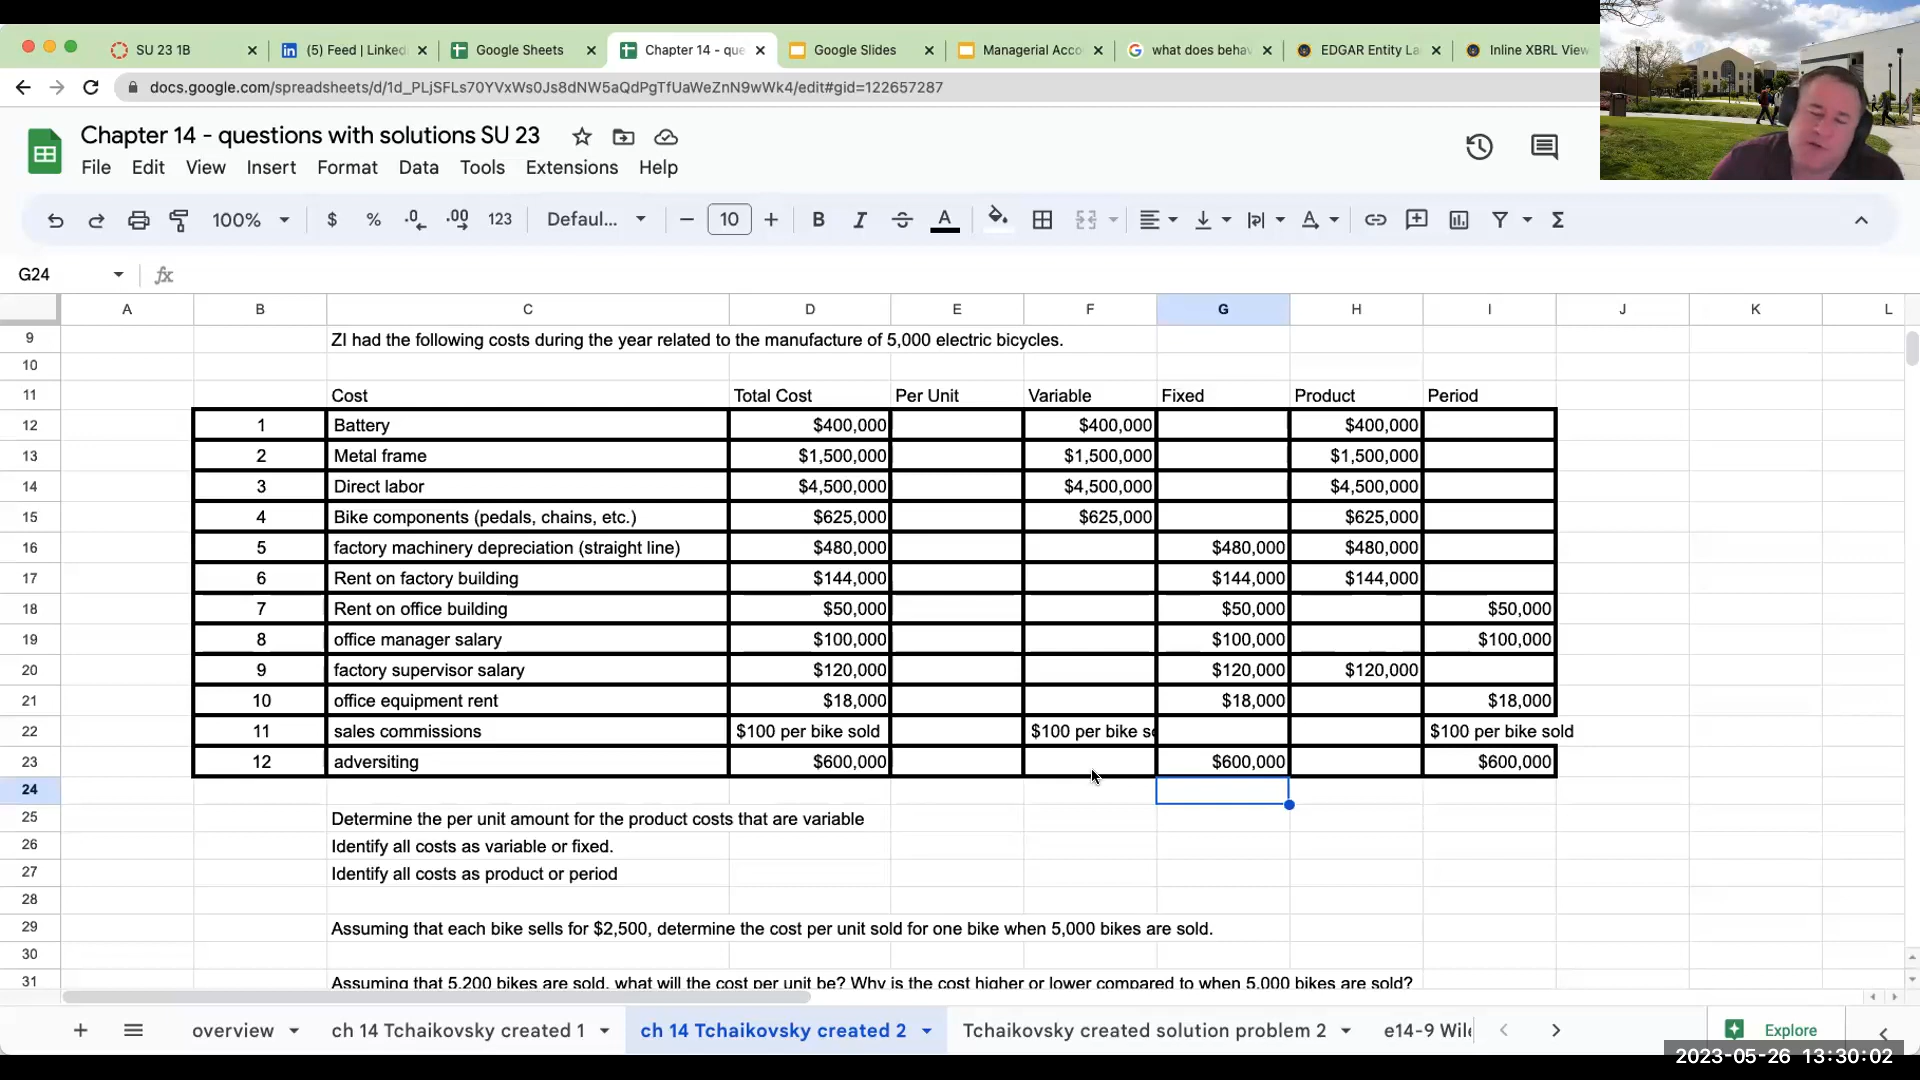 SU 23 1B
(5) Feed | Linked
Google Sheets
Chapter 14 - que
Google Slides
Managerial Acco
what does behav
EDGAR Entity La
Inline XBRL View
docs.google.com/spreadsheets/d/1d_PLjSFLs70YVxWs0Js8dNW5aQdPgTfUaWeZnN9wWk4/edit#gid=122657287
Chapter 14 - questions with solutions SU 23
File Edit View Insert Format Data Tools Extensions Help
100% $ % .0 .00 123 Defaul... 10 B I A
G24 fx
A B C D E F G H I J K L
9 ZI had the following costs during the year related to the manufacture of 5,000 electric bicycles.
10
11 Cost Total Cost Per Unit Variable Fixed Product Period
12 1 Battery $400,000 $400,000 $400,000
13 2 Metal frame $1,500,000 $1,500,000 $1,500,000
14 3 Direct labor $4,500,000 $4,500,000 $4,500,000
15 4 Bike components (pedals, chains, etc.) $625,000 $625,000 $625,000
16 5 factory machinery depreciation (straight line) $480,000 $480,000 $480,000
17 6 Rent on factory building $144,000 $144,000 $144,000
18 7 Rent on office building $50,000 $50,000 $50,000
19 8 office manager salary $100,000 $100,000 $100,000
20 9 factory supervisor salary $120,000 $120,000 $120,000
21 10 office equipment rent $18,000 $18,000 $18,000
22 11 sales commissions $100 per bike sold $100 per bike so $100 per bike sold
23 12 adversiting $600,000 $600,000 $600,000
24
25 Determine the per unit amount for the product costs that are variable
26 Identify all costs as variable or fixed.
27 Identify all costs as product or period
28
29 Assuming that each bike sells for $2,500, determine the cost per unit sold for one bike when 5,000 bikes are sold.
30
31 Assuming that 5,200 bikes are sold, what will the cost per unit be? Why is the cost higher or lower compared to when 5,000 bikes are sold?
overview ch 14 Tchaikovsky created 1 ch 14 Tchaikovsky created 2 Tchaikovsky created solution problem 2 e14-9 Wil Explore
2023-05-26 13:30:02